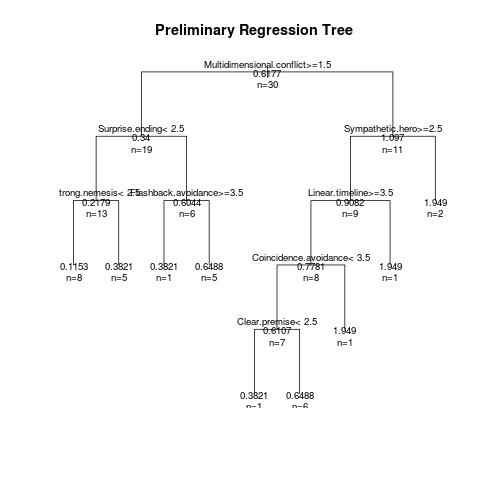 Preliminary Regression Tree
Multidimensional.conflict>=1.5
0.6177
n=30
Surprise.ending< 2.5
0.34
n=19
Sympathetic.hero>=2.5
1.097
n=11
trong.nemesis< 2.5
0.2179
n=13
Flashback.avoidance>=3.5
0.6044
n=6
Linear.timeline>=3.5
0.9082
n=9
1.949
n=2
0.1153
n=8
0.3821
n=5
0.3821
n=1
0.6488
n=5
Coincidence.avoidance< 3.5
0.7781
n=8
1.949
n=1
Clear.premise< 2.5
0.6107
n=7
1.949
n=1
0.3821
n=1
0.6488
n=6